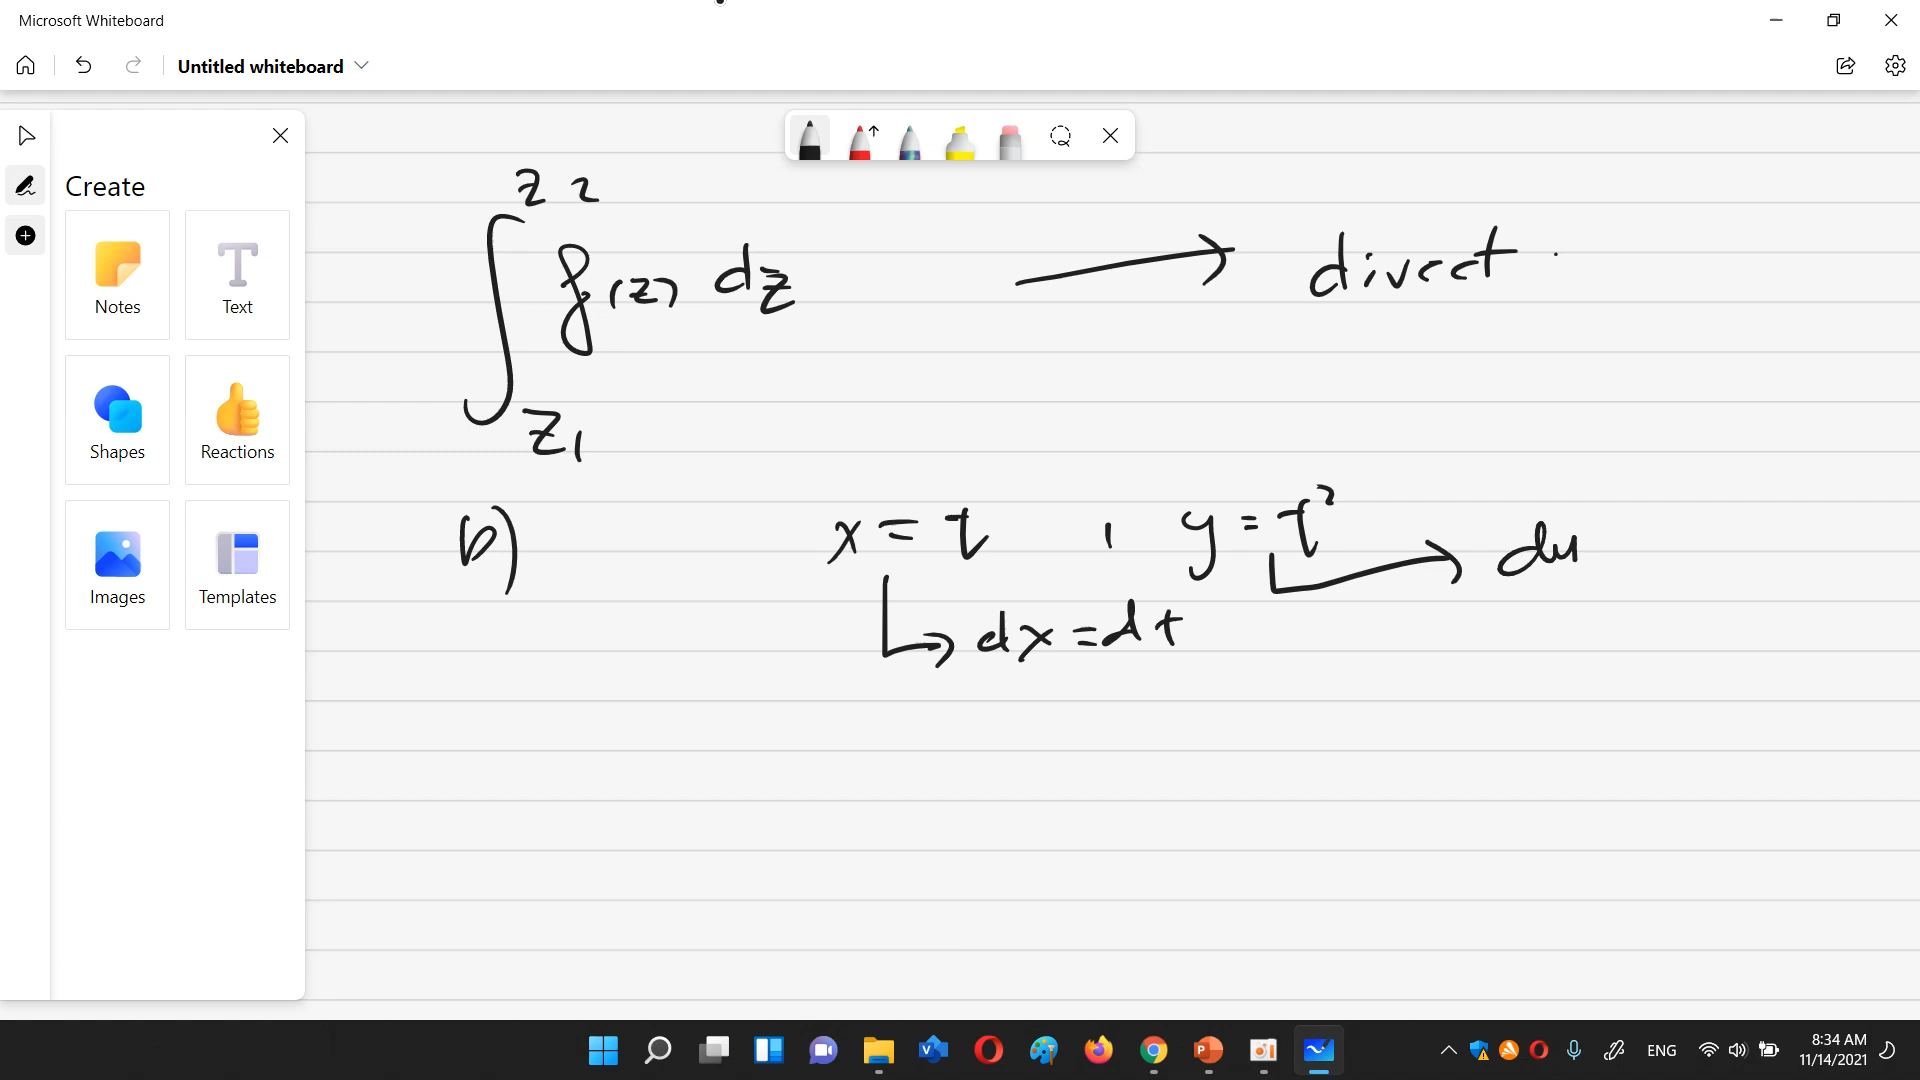 Microsoft Whiteboard
Untitled whiteboard
Create
Notes
Text
Shapes
Reactions
Images
Templates
∫_{z1}^{z2} f(z) dz → direct .
b) x = t , y = t² → dy
→ dx = dt
ENG
8:34 AM
11/14/2021